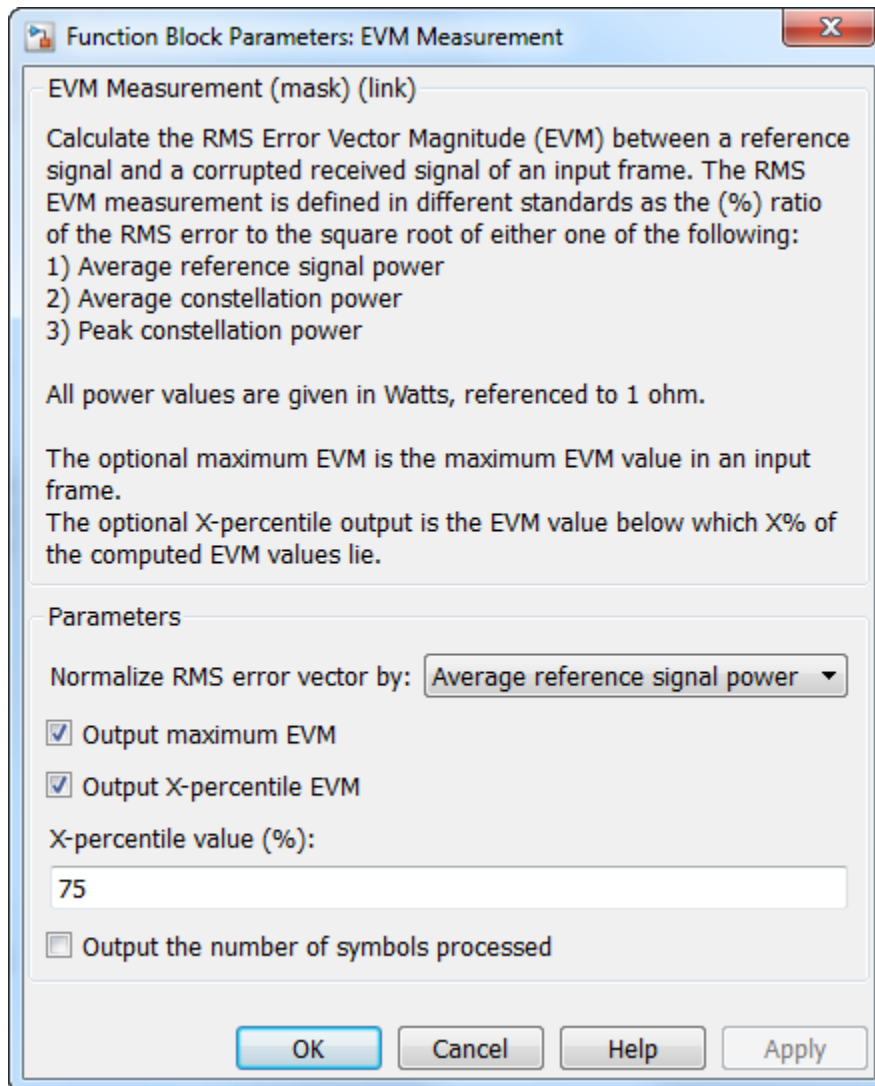 Function Block Parameters: EVM Measurement
EVM Measurement (mask) (link)
Calculate the RMS Error Vector Magnitude (EVM) between a reference
signal and a corrupted received signal of an input frame. The RMS
EVM measurement is defined in different standards as the (%) ratio
of the RMS error to the square root of either one of the following:
1) Average reference signal power
2) Average constellation power
3) Peak constellation power
All power values are given in Watts, referenced to 1 ohm.
The optional maximum EVM is the maximum EVM value in an input
frame.
The optional X-percentile output is the EVM value below which X% of
the computed EVM values lie.
Parameters
Normalize RMS error vector by: Average reference signal power
Output maximum EVM
Output X-percentile EVM
X-percentile value (%):
75
Output the number of symbols processed
OK Cancel Help Apply